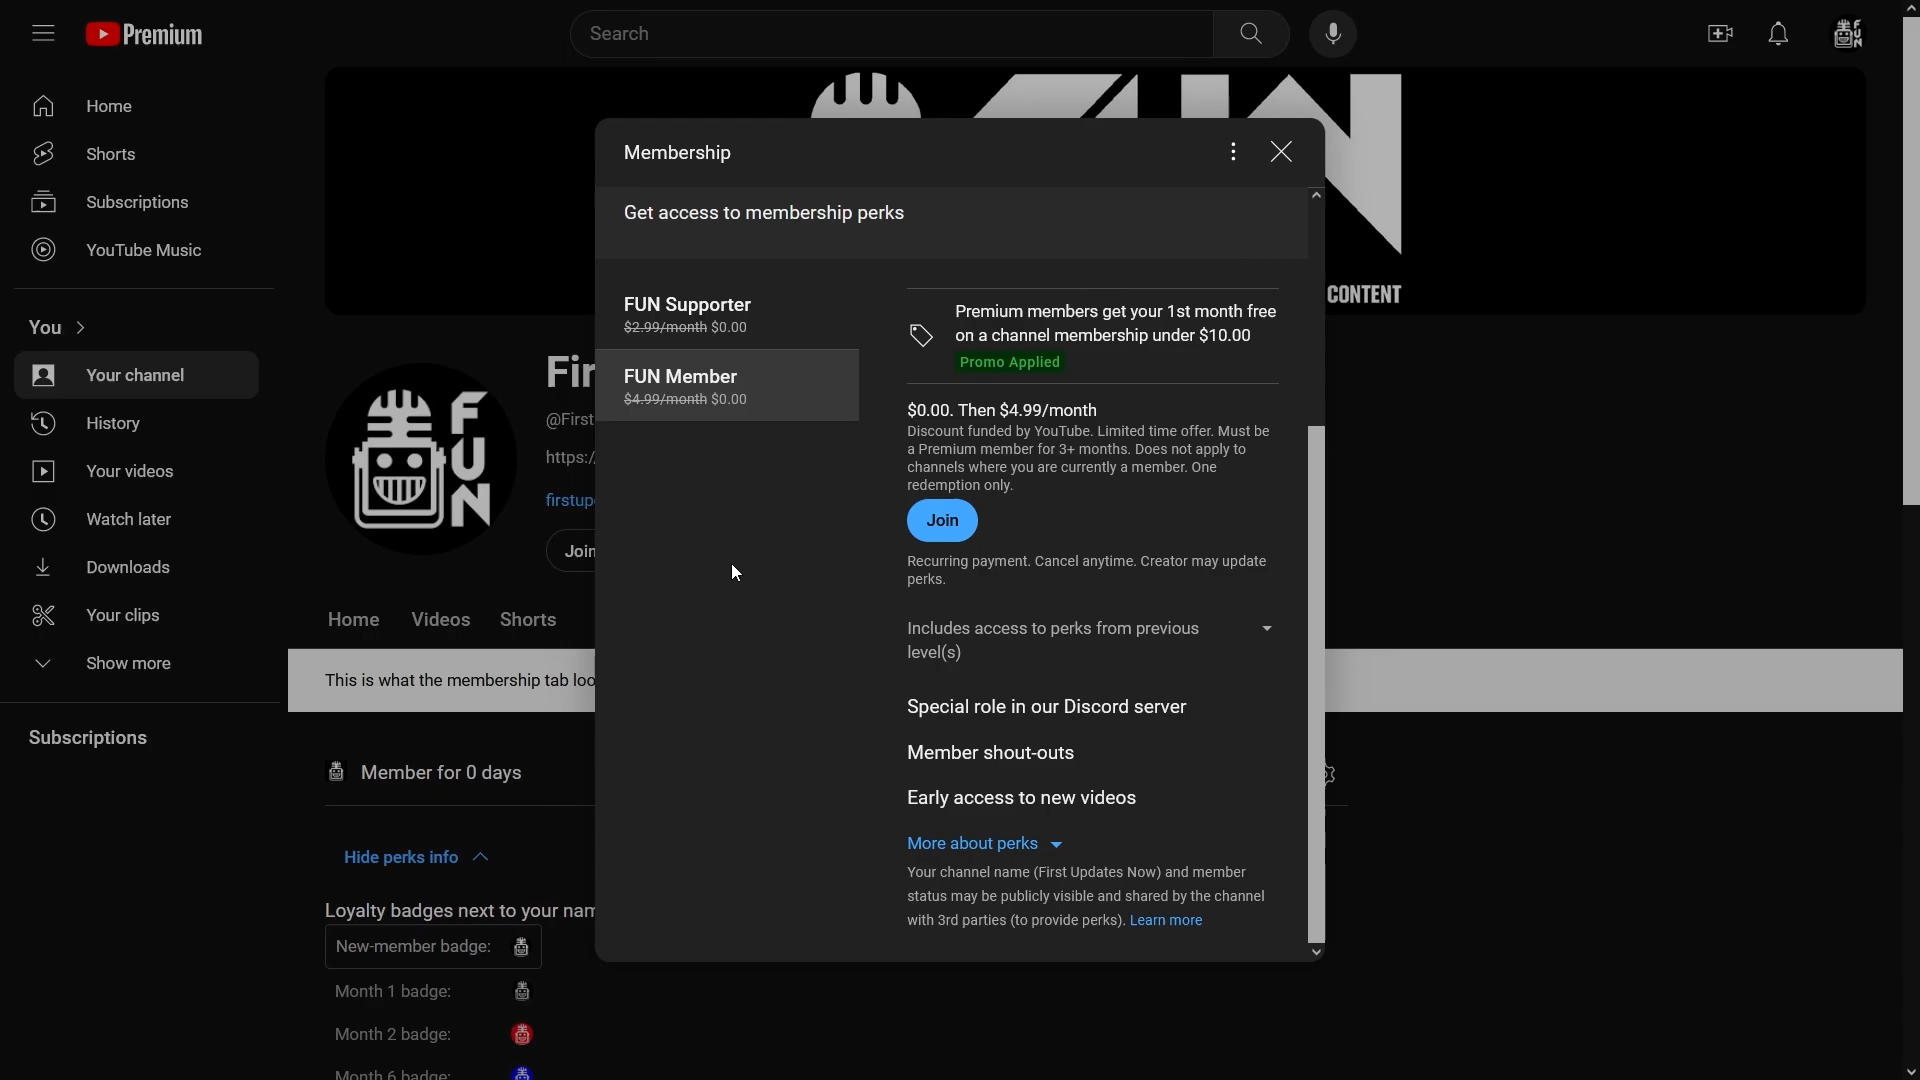 Premium
Search
FUN
Home
Shorts
Subscriptions
YouTube Music
You
Your channel
History
Your videos
Watch later
Downloads
Your clips
Show more
Subscriptions
CONTENT
FUN
Fir
@First
https:/
firstup
Join
Home
Videos
Shorts
This is what the membership tab loo
Member for 0 days
Hide perks info
Loyalty badges next to your nam
New-member badge:
Month 1 badge:
Month 2 badge:
Month 6 badge:
Membership
Get access to membership perks
FUN Supporter
$2.99/month $0.00
FUN Member
$4.99/month $0.00
Premium members get your 1st month free
on a channel membership under $10.00
Promo Applied
$0.00. Then $4.99/month
Discount funded by YouTube. Limited time offer. Must be
a Premium member for 3+ months. Does not apply to
channels where you are currently a member. One
redemption only.
Join
Recurring payment. Cancel anytime. Creator may update
perks.
Includes access to perks from previous
level(s)
Special role in our Discord server
Member shout-outs
Early access to new videos
More about perks
Your channel name (First Updates Now) and member
status may be publicly visible and shared by the channel
with 3rd parties (to provide perks). Learn more